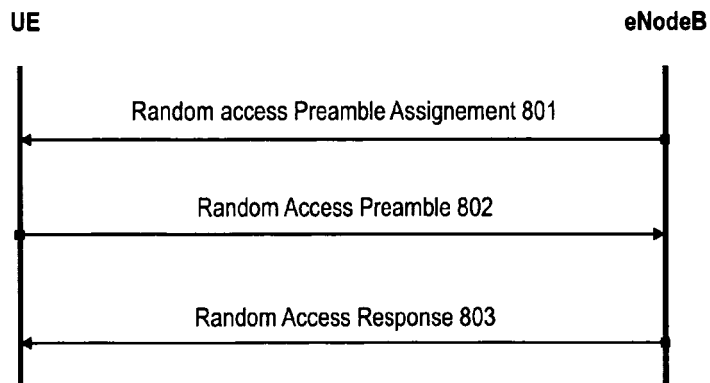 UE eNodeB
Random access Preamble Assignement 801
Random Access Preamble 802
Random Access Response 803